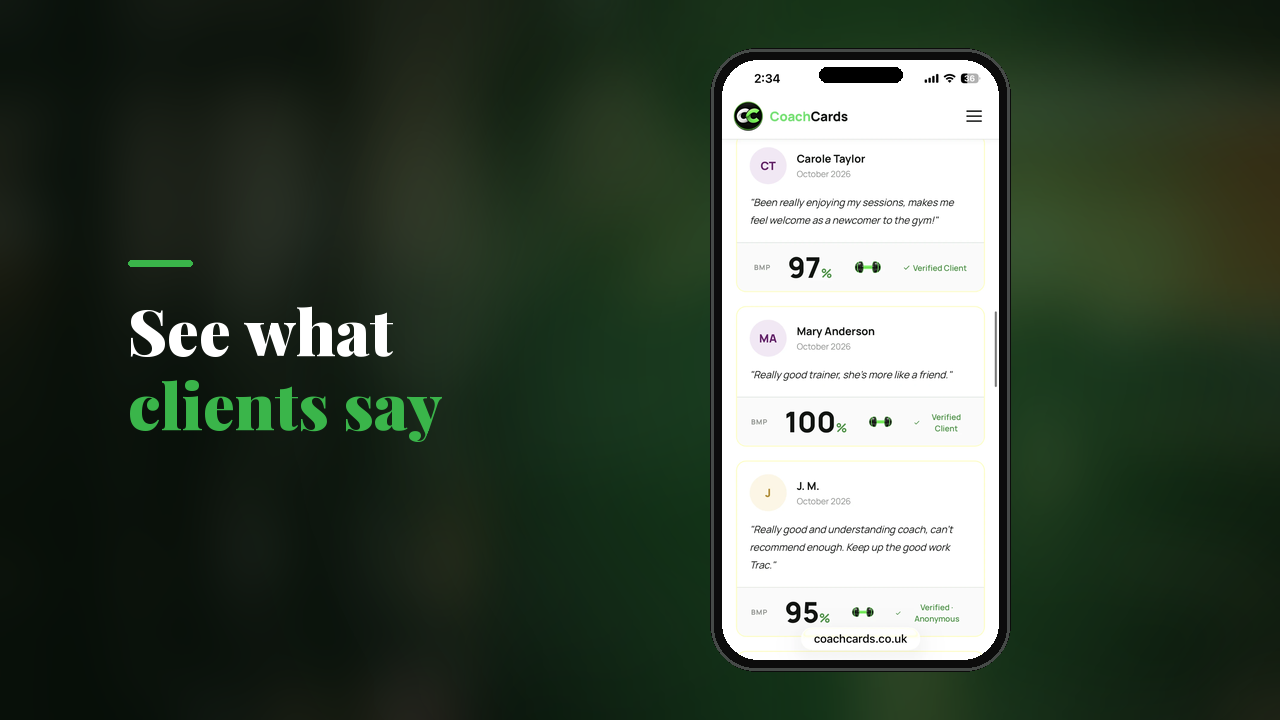 See what
clients say
2:34
36
CC
CoachCards
CT
Carole Taylor
October 2026
"Been really enjoying my sessions, makes me
feel welcome as a newcomer to the gym!"
BMP
97%
✓ Verified Client
MA
Mary Anderson
October 2026
"Really good trainer, she's more like a friend."
BMP
100%
✓ Verified
Client
J
J. M.
October 2026
"Really good and understanding coach, can't
recommend enough. Keep up the good work
Trac."
BMP
95%
✓ Verified ·
Anonymous
coachcards.co.uk